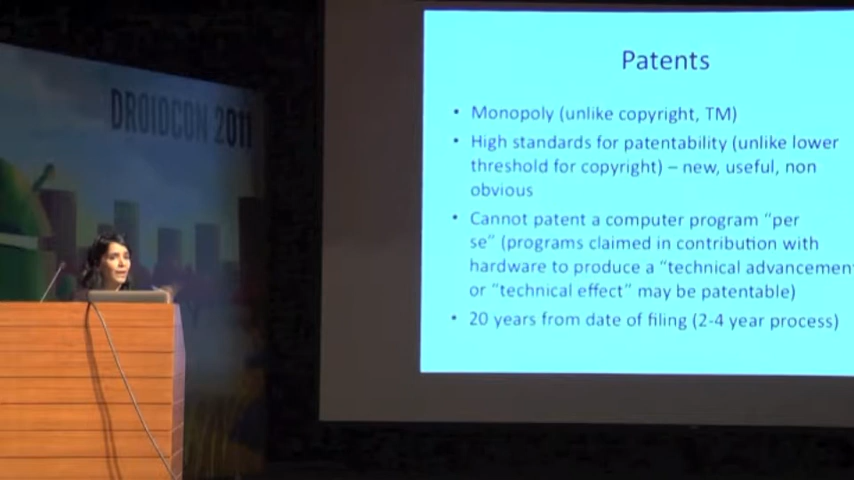 DROIDCON 2011
Patents
• Monopoly (unlike copyright, TM)
• High standards for patentability (unlike lower
threshold for copyright) – new, useful, non
obvious
• Cannot patent a computer program “per
se” (programs claimed in contribution with
hardware to produce a “technical advancemen
or “technical effect” may be patentable)
• 20 years from date of filing (2-4 year process)